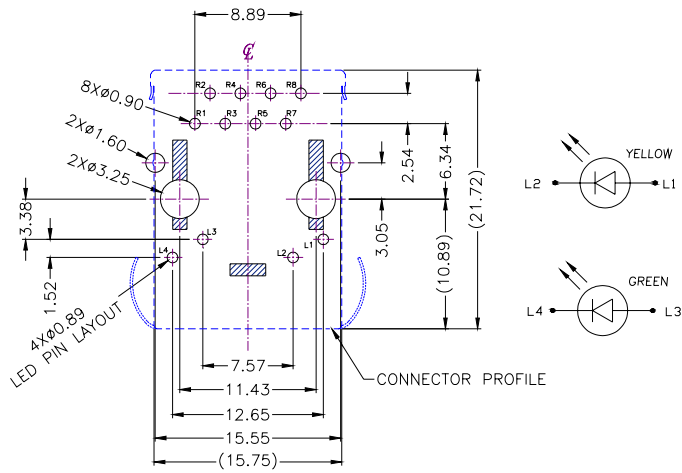 8.89
℄
R2 R4 R6 R8
8XØ0.90
R1 R3 R5 R7
2XØ1.60
2XØ3.25
2.54
6.34
(21.72)
3.38
3.05
(10.89)
L3 L1
L4 L2
1.52
4XØ0.89
LED PIN LAYOUT
7.57
11.43
CONNECTOR PROFILE
12.65
15.55
(15.75)
YELLOW
L2 L1
GREEN
L4 L3